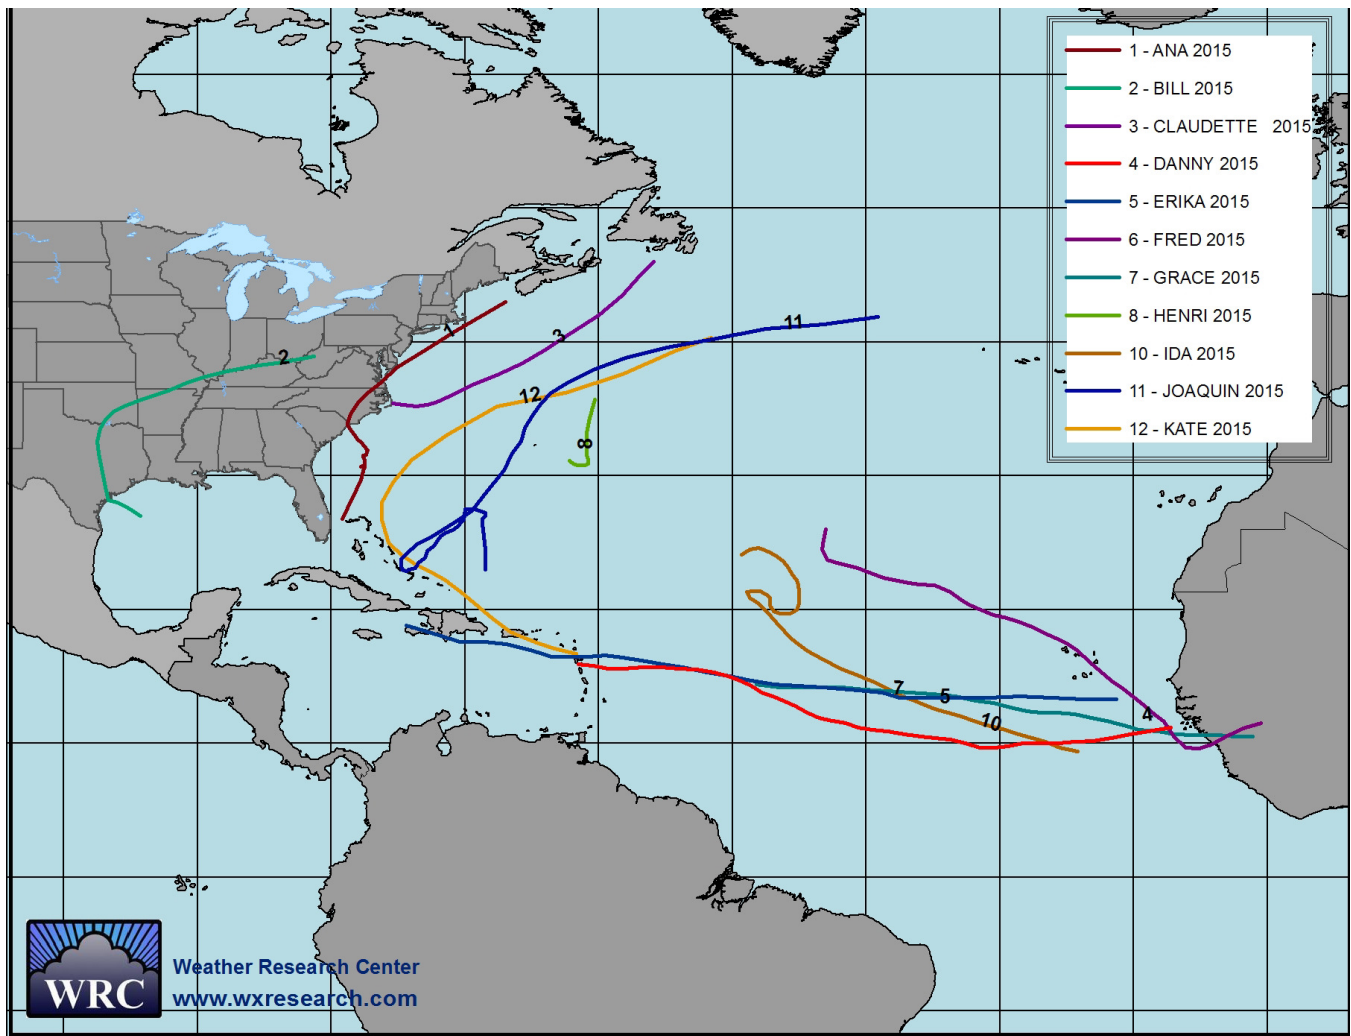 1 - ANA 2015
2 - BILL 2015
3 - CLAUDETTE 2015
4 - DANNY 2015
5 - ERIKA 2015
6 - FRED 2015
7 - GRACE 2015
8 - HENRI 2015
10 - IDA 2015
11 - JOAQUIN 2015
12 - KATE 2015
11
1
3
2
12
8
7
5
10
4
WRC
Weather Research Center
www.wxresearch.com